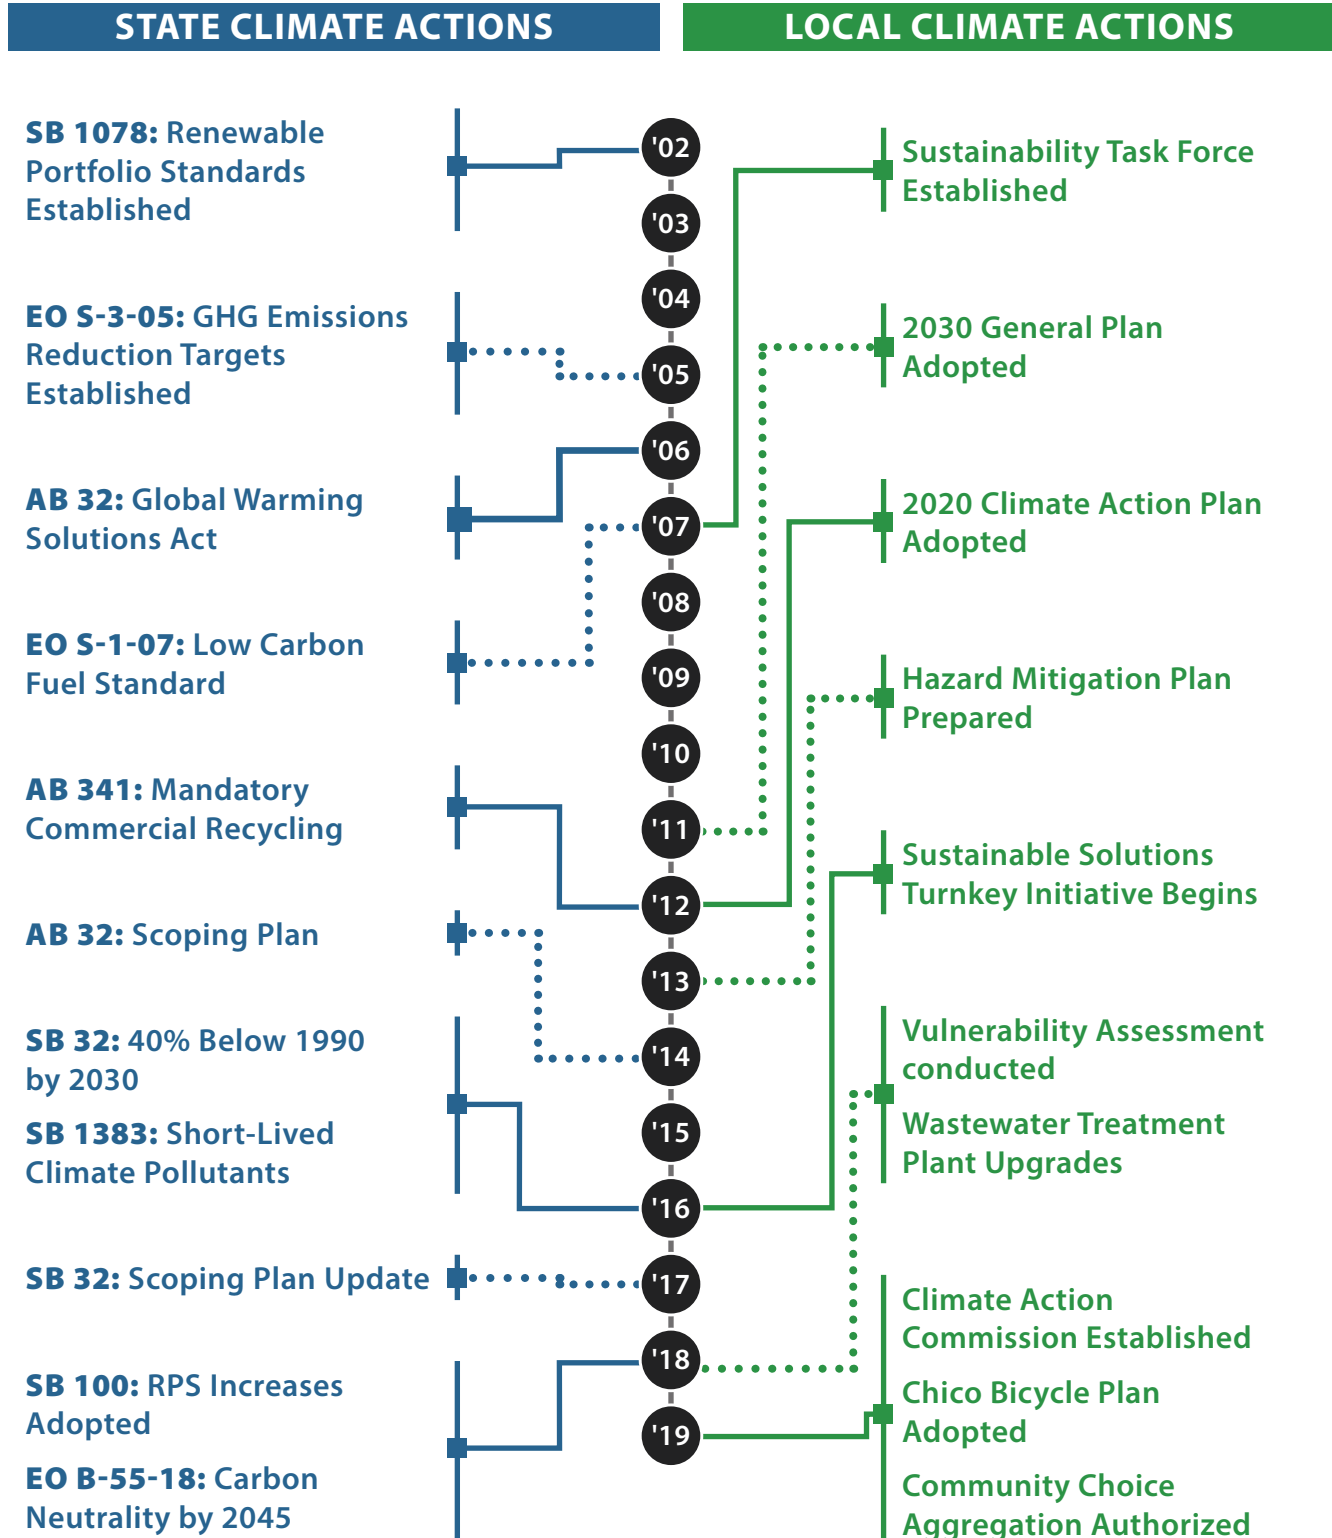 STATE CLIMATE ACTIONS
SB 1078: Renewable
Portfolio Standards
Established
EO S-3-05: GHG Emissions
Reduction Targets
Established
AB 32: Global Warming
Solutions Act
EO S-1-07: Low Carbon
Fuel Standard
AB 341: Mandatory
Commercial Recycling
AB 32: Scoping Plan
SB 32: 40% Below 1990
by 2030
SB 1383: Short-Lived
Climate Pollutants
SB 32: Scoping Plan Update
SB 100: RPS Increases
Adopted
EO B-55-18: Carbon
Neutrality by 2045
'02
'03
'04
'05
'06
'07
'08
'09
'10
'11
'12
'13
'14
'15
'16
'17
'18
'19
LOCAL CLIMATE ACTIONS
Sustainability Task Force
Established
2030 General Plan
Adopted
2020 Climate Action Plan
Adopted
Hazard Mitigation Plan
Prepared
Sustainable Solutions
Turnkey Initiative Begins
Vulnerability Assessment
conducted
Wastewater Treatment
Plant Upgrades
Climate Action
Commission Established
Chico Bicycle Plan
Adopted
Community Choice
Aggregation Authorized